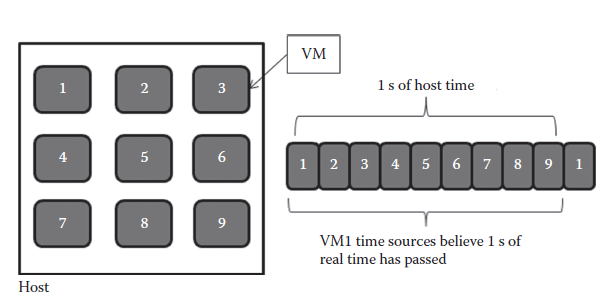 VM
1 2 3
4 5 6
7 8 9
Host
1 s of host time
1 2 3 4 5 6 7 8 9 1
VM1 time sources believe 1 s of
real time has passed